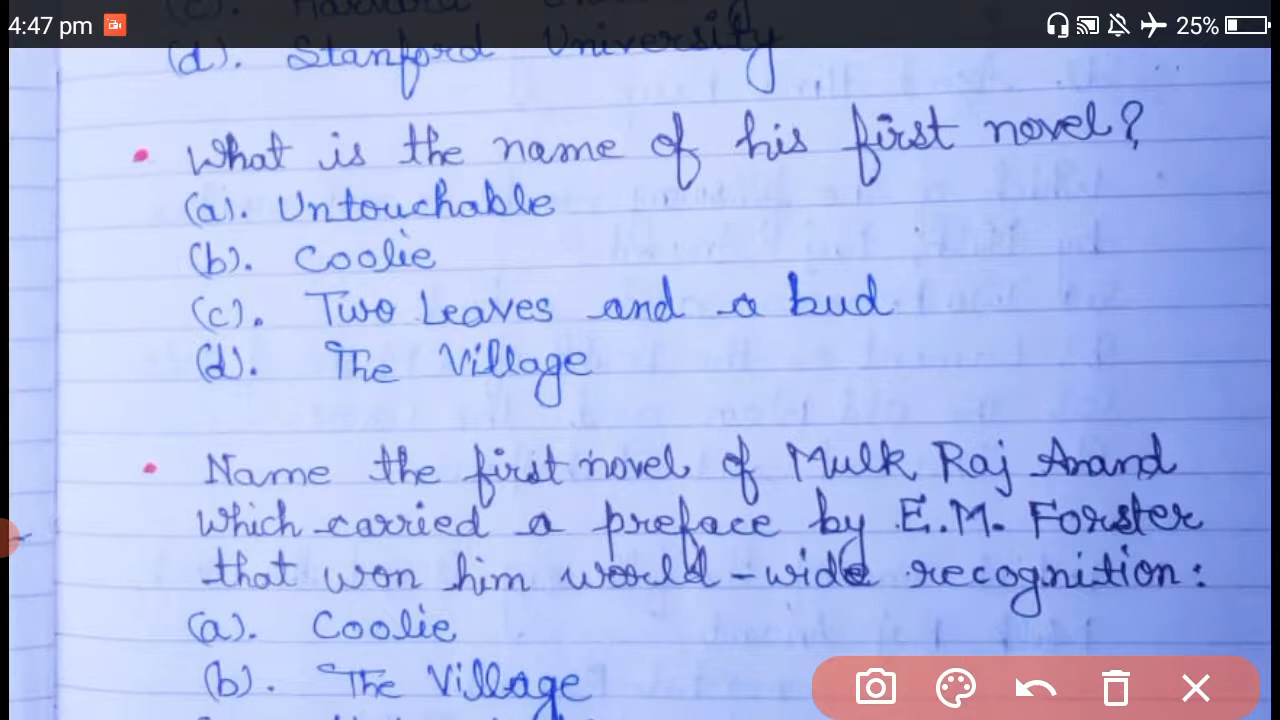 4:47 pm 25%
(d). Stanford University
• What is the name of his first novel?
(a). Untouchable
(b). Coolie
(c). Two Leaves and a bud
(d). The Village
• Name the first novel of Mulk Raj Anand
which carried a preface by E.M. Forster
that won him world-wide recognition:
(a). Coolie
(b). The Village